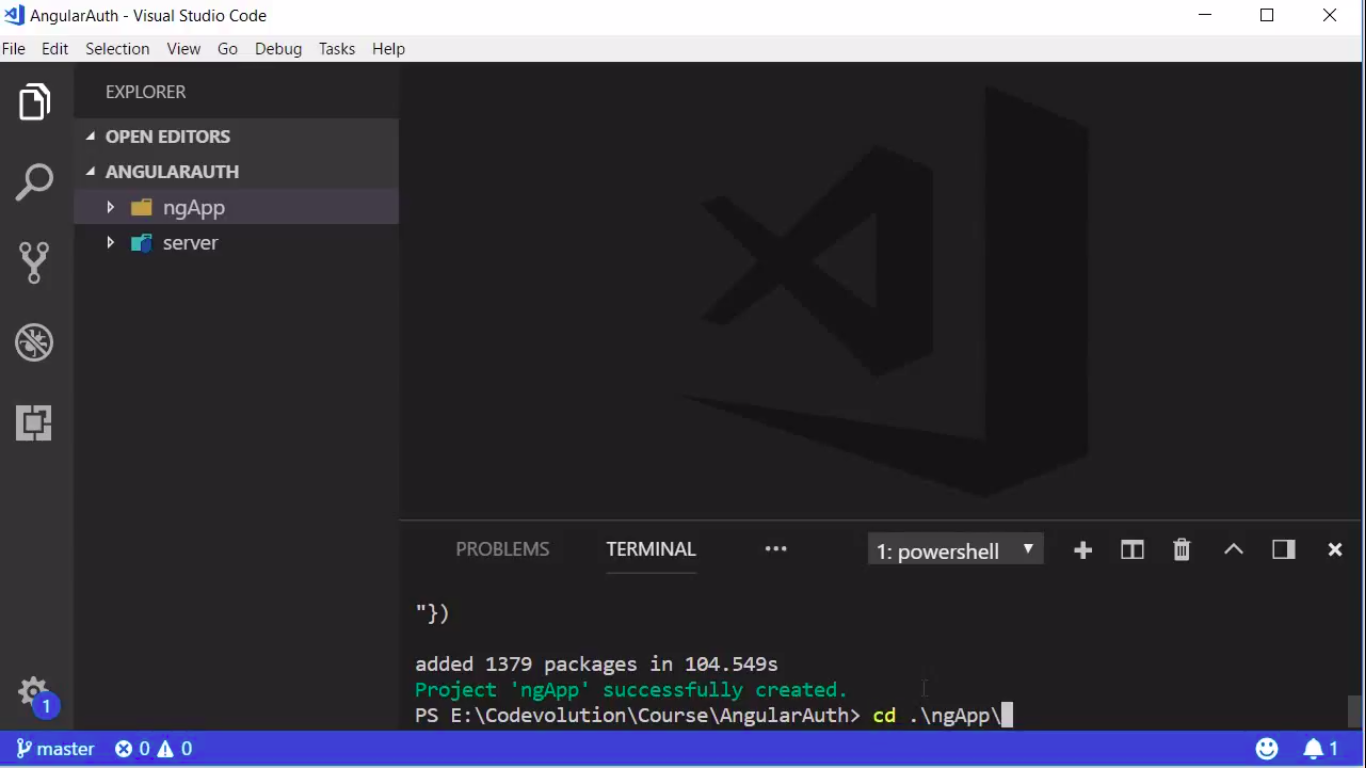 AngularAuth - Visual Studio Code
File Edit Selection View Go Debug Tasks Help
EXPLORER
OPEN EDITORS
ANGULARAUTH
ngApp
server
PROBLEMS TERMINAL ••• 1: powershell
"})
added 1379 packages in 104.549s
Project 'ngApp' successfully created.
PS E:\Codevolution\Course\AngularAuth> cd .\ngApp\
1
master 0 0 1